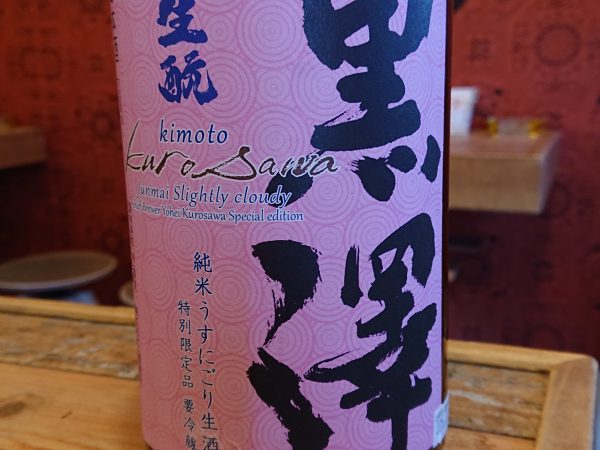 黒澤
生酛
kimoto
Kurosawa
Junmai Slightly cloudy
Brewer Yohei Kurosawa Special edition
純米うすにごり生酒
特別限定品 要冷蔵